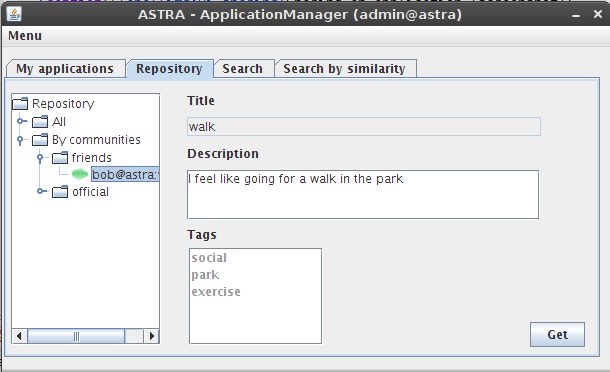 ASTRA - ApplicationManager (admin@astra)
Menu
My applications
Repository
Search
Search by similarity
Repository
All
By communities
friends
bob@astra:
official
Title
walk
Description
I feel like going for a walk in the park
Tags
social
park
exercise
Get